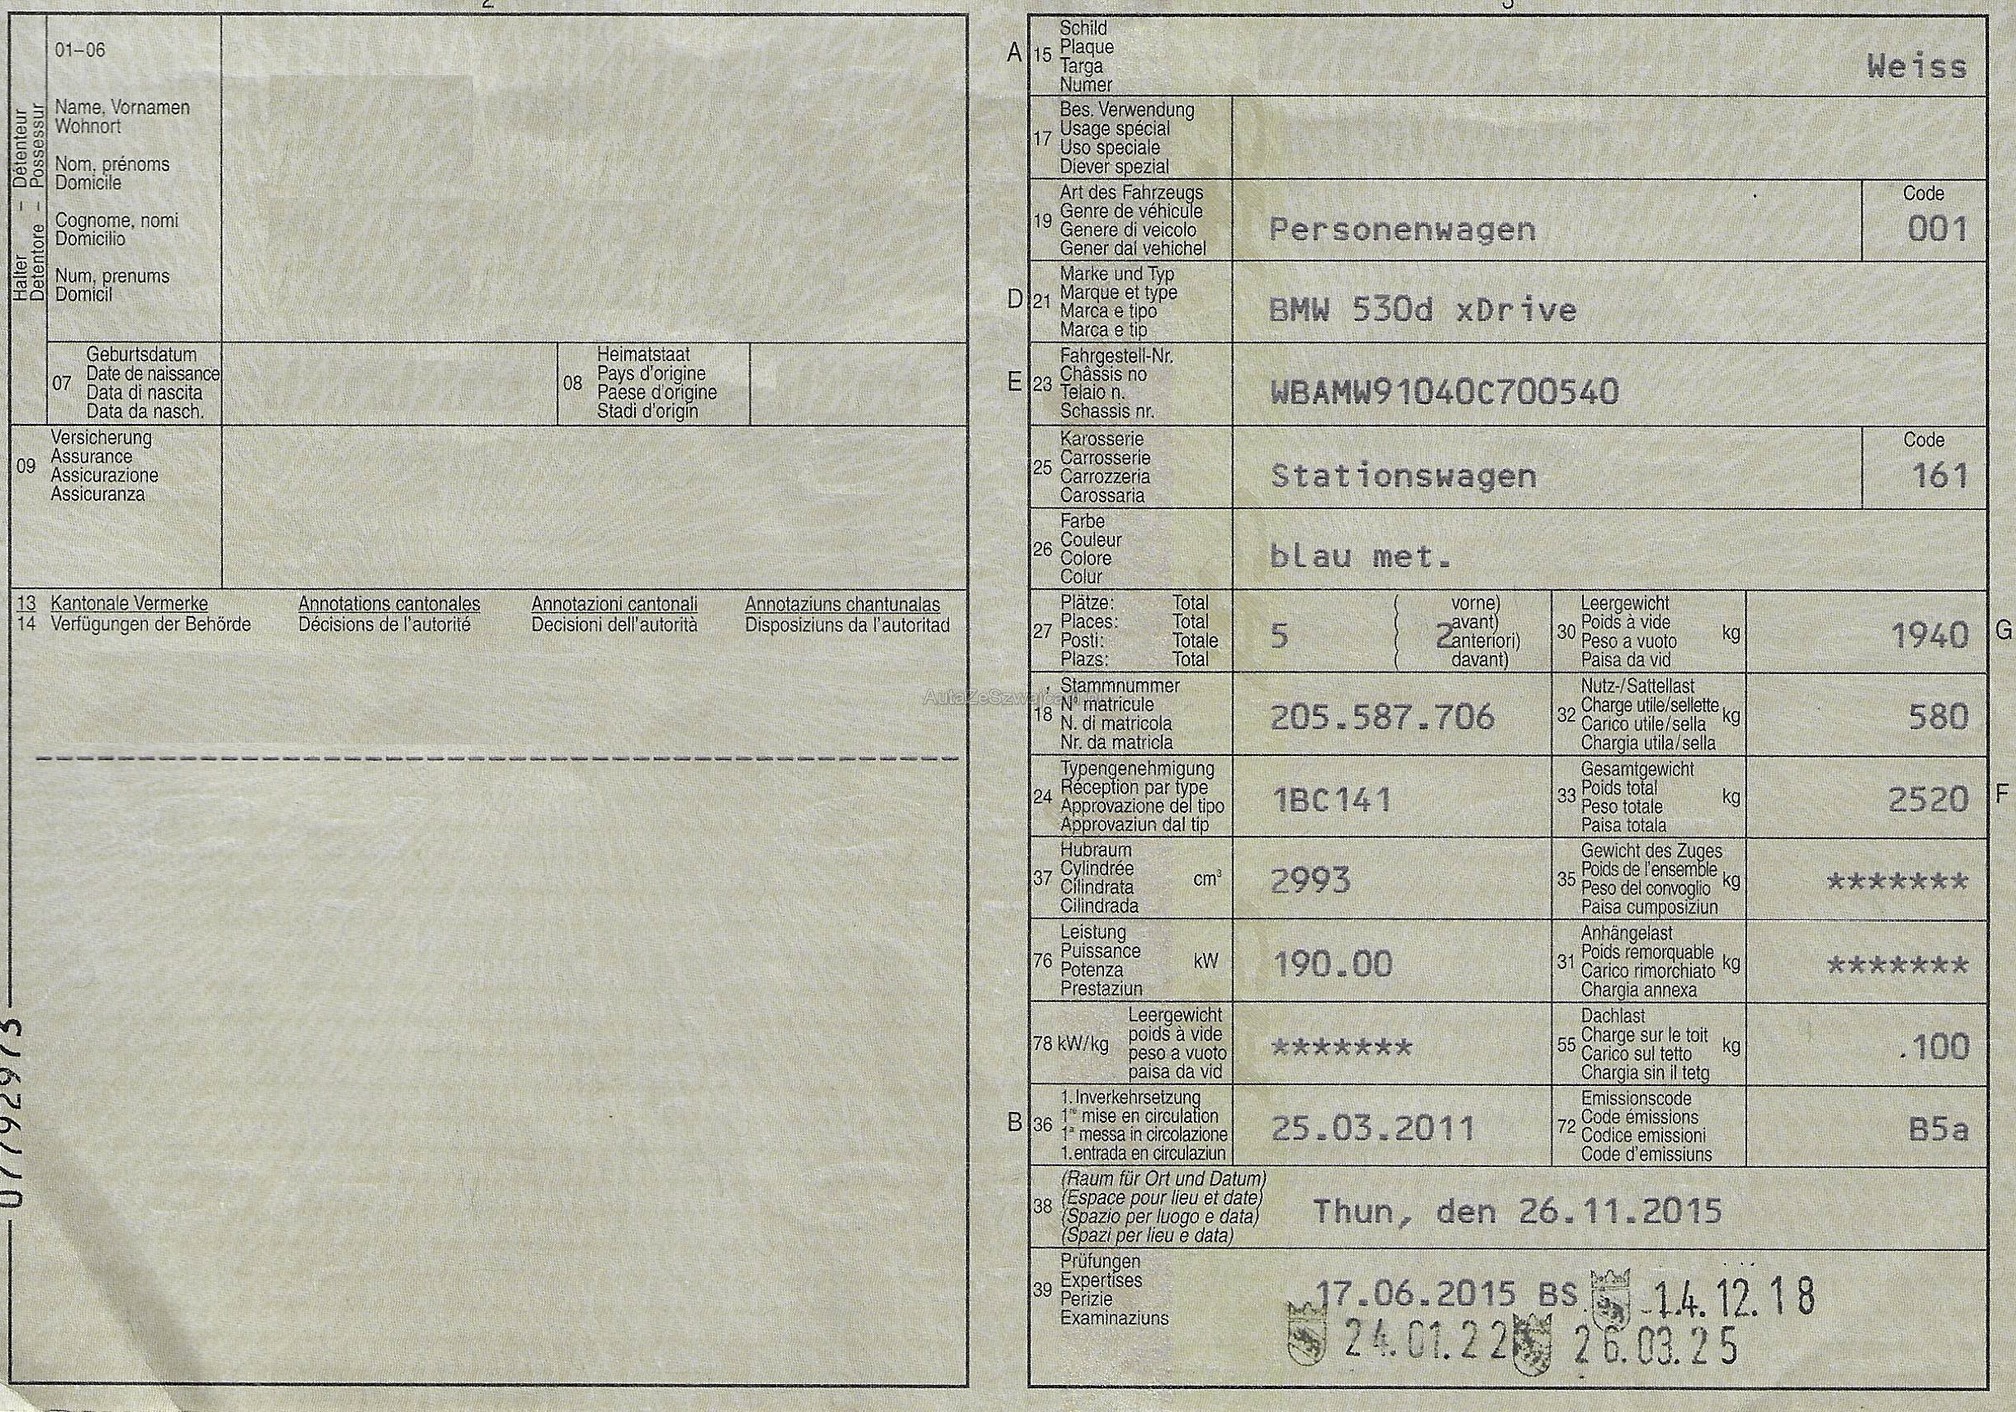 01–06
Halter – Détenteur
Detentore – Possessur
Name, Vornamen
Wohnort
Nom, prénoms
Domicile
Cognome, nomi
Domicilio
Num, prenums
Domicil
07
Geburtsdatum
Date de naissance
Data di nascita
Data da nasch.
08
Heimatstaat
Pays d'origine
Paese d'origine
Stadi d'origin
09
Versicherung
Assurance
Assicurazione
Assicuranza
13 Kantonale Vermerke Annotations cantonales Annotazioni cantonali Annotaziuns chantunalas
14 Verfügungen der Behörde Décisions de l'autorité Decisioni dell'autorità Disposiziuns da l'autoritad
07792973
A 15
Schild
Plaque
Targa
Numer
Weiss
17
Bes. Verwendung
Usage spécial
Uso speciale
Diever spezial
19
Art des Fahrzeugs
Genre de véhicule
Genere di veicolo
Gener dal vehichel
Personenwagen
Code
001
D 21
Marke und Typ
Marque et type
Marca e tipo
Marca e tip
BMW 530d xDrive
E 23
Fahrgestell-Nr.
Châssis no
Telaio n.
Schassis nr.
WBAMW91040C700540
25
Karosserie
Carrosserie
Carrozzeria
Carossaria
Stationswagen
Code
161
26
Farbe
Couleur
Colore
Colur
blau met.
27
Plätze: Total
Places: Total
Posti: Totale
Plazs: Total
5
( vorne)
( avant)
( 2 anteriori)
( davant)
30
Leergewicht
Poids à vide
Peso a vuoto
Paisa da vid
kg
1940
G
18
Stammnummer
N° matricule
N. di matricola
Nr. da matricla
205.587.706
32
Nutz-/Sattellast
Charge utile/sellette
Carico utile/sella
Chargia utila/sella
kg
580
24
Typengenehmigung
Réception par type
Approvazione del tipo
Approvaziun dal tip
1BC141
33
Gesamtgewicht
Poids total
Peso totale
Paisa totala
kg
2520
F
37
Hubraum
Cylindrée
Cilindrata
Cilindrada
cm³
2993
35
Gewicht des Zuges
Poids de l'ensemble
Peso del convoglio
Paisa cumposiziun
kg
*******
76
Leistung
Puissance
Potenza
Prestaziun
kW
190.00
31
Anhängelast
Poids remorquable
Carico rimorchiato
Chargia annexa
kg
*******
78 kW/kg
Leergewicht
poids à vide
peso a vuoto
paisa da vid
*******
55
Dachlast
Charge sur le toit
Carico sul tetto
Chargia sin il tetg
kg
100
B 36
1. Inverkehrsetzung
1re mise en circulation
1a messa in circolazione
1. entrada en circulaziun
25.03.2011
72
Emissionscode
Code émissions
Codice emissioni
Code d'emissiuns
B5a
38
(Raum für Ort und Datum)
(Espace pour lieu et date)
(Spazio per luogo e data)
(Spazi per lieu e data)
Thun, den 26.11.2015
39
Prüfungen
Expertises
Perizie
Examinaziuns
17.06.2015 BS 14.12.18
24.01.22 26.03.25